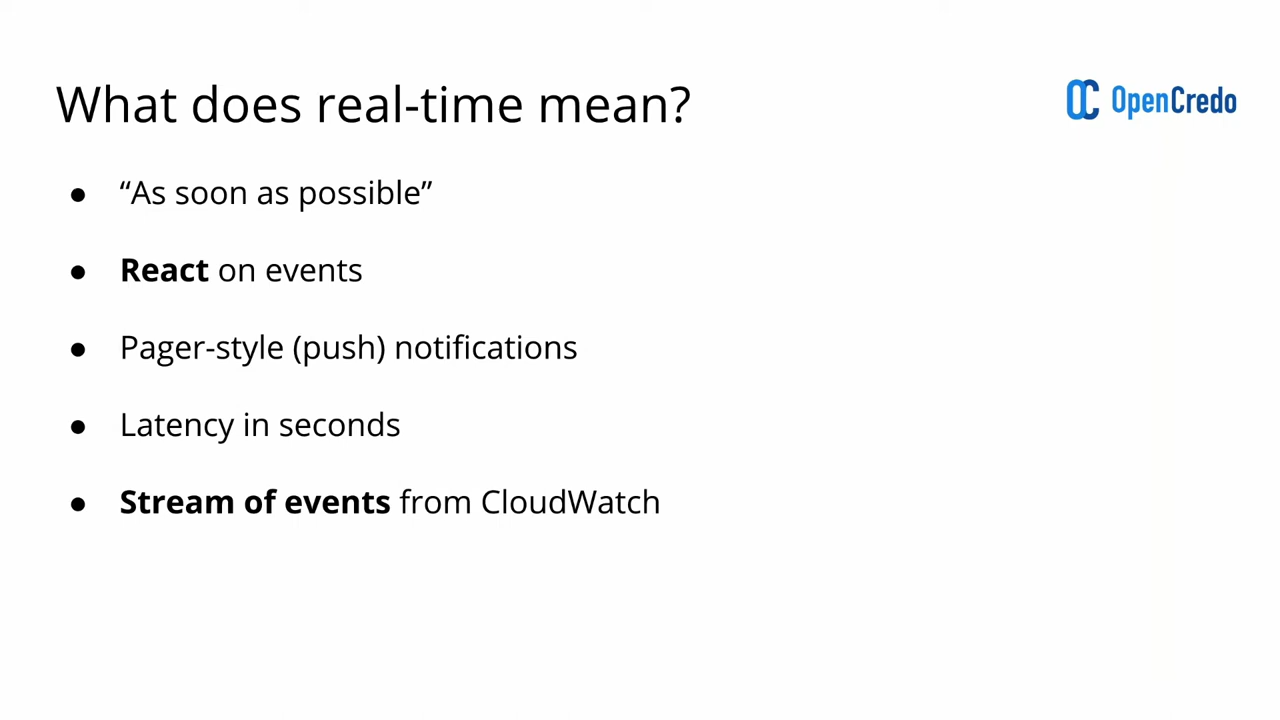 What does real-time mean?
OC OpenCredo
● “As soon as possible”
● React on events
● Pager-style (push) notifications
● Latency in seconds
● Stream of events from CloudWatch